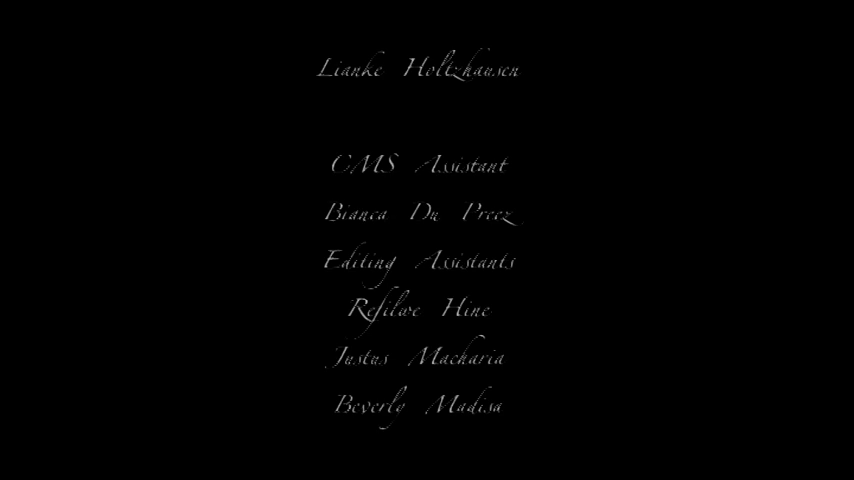 Lianke Holtzhausen
CMS Assistant
Bianca Du Preez
Editing Assistants
Refilwe Hine
Justus Macharia
Beverly Madisa